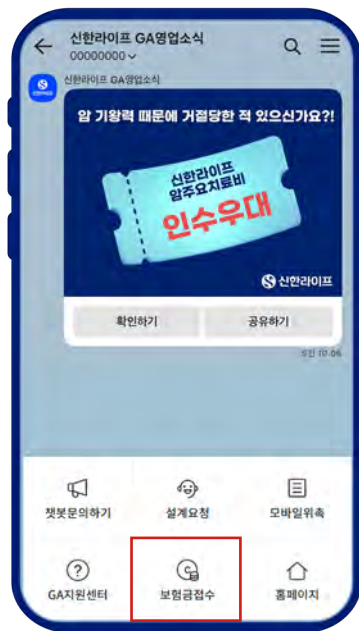 신한라이프 GA영업소식
00000000
신한라이프 GA영업소식
암 기왕력 때문에 거절당한 적 있으신가요?!
신한라이프
암주요치료비
인수우대
신한라이프
확인하기 공유하기
오전 10:06
챗봇문의하기 설계요청 모바일위촉
GA지원센터 보험금접수 홈페이지